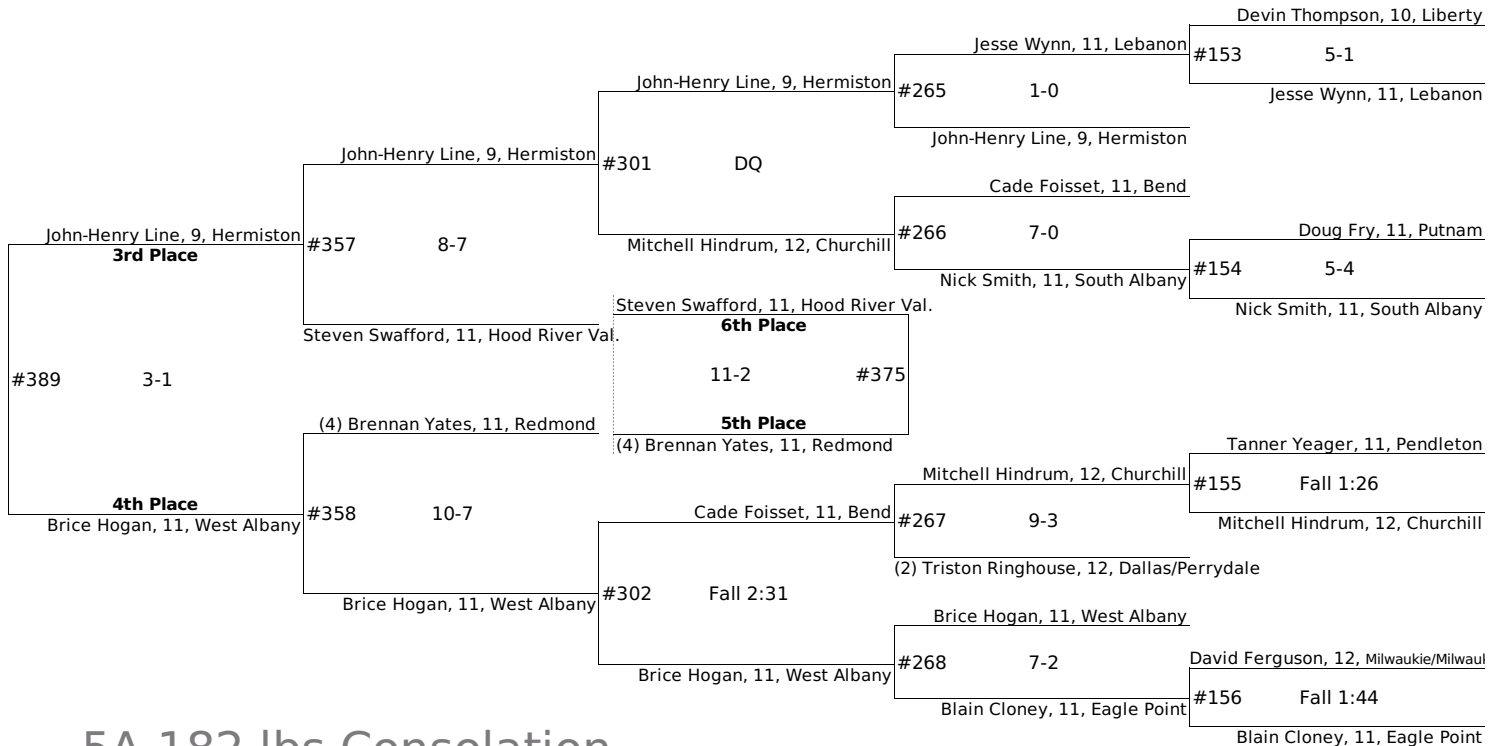 Devin Thompson, 10, Liberty
Jesse Wynn, 11, Lebanon
#153 5-1
John-Henry Line, 9, Hermiston
#265 1-0
Jesse Wynn, 11, Lebanon
John-Henry Line, 9, Hermiston
John-Henry Line, 9, Hermiston
#301 DQ
Cade Foisset, 11, Bend
John-Henry Line, 9, Hermiston
3rd Place
#357 8-7
Mitchell Hindrum, 12, Churchill
#266 7-0
Doug Fry, 11, Putnam
#154 5-4
Nick Smith, 11, South Albany
Nick Smith, 11, South Albany
Steven Swafford, 11, Hood River Val.
6th Place
Steven Swafford, 11, Hood River Val.
#389 3-1
11-2 #375
5th Place
(4) Brennan Yates, 11, Redmond
(4) Brennan Yates, 11, Redmond
Tanner Yeager, 11, Pendleton
Mitchell Hindrum, 12, Churchill
#155 Fall 1:26
4th Place
Brice Hogan, 11, West Albany
#358 10-7
Cade Foisset, 11, Bend
#267 9-3
Mitchell Hindrum, 12, Churchill
(2) Triston Ringhouse, 12, Dallas/Perrydale
Brice Hogan, 11, West Albany
#302 Fall 2:31
Brice Hogan, 11, West Albany
Brice Hogan, 11, West Albany
#268 7-2
David Ferguson, 12,
#156 Fall 1:44
Blain Cloney, 11, Eagle Point
Blain Cloney, 11, Eagle Point
5A 182 lbs Consolation